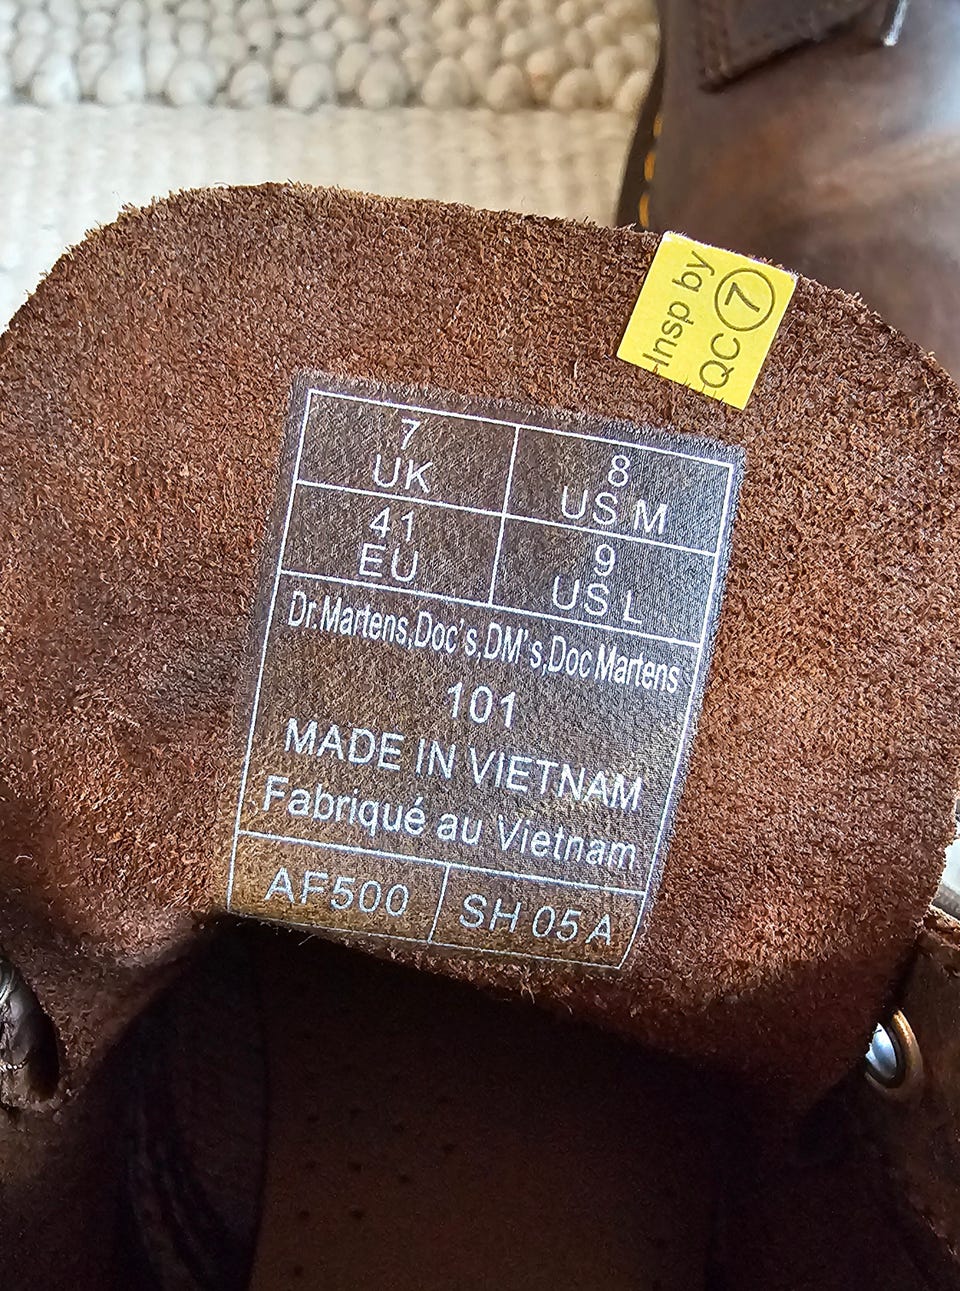 Insp by
QC 7
7
UK
8
US M
41
EU
9
US L
Dr.Martens,Doc's,DM's,Doc Martens
101
MADE IN VIETNAM
Fabriqué au Vietnam
AF500
SH 05 A